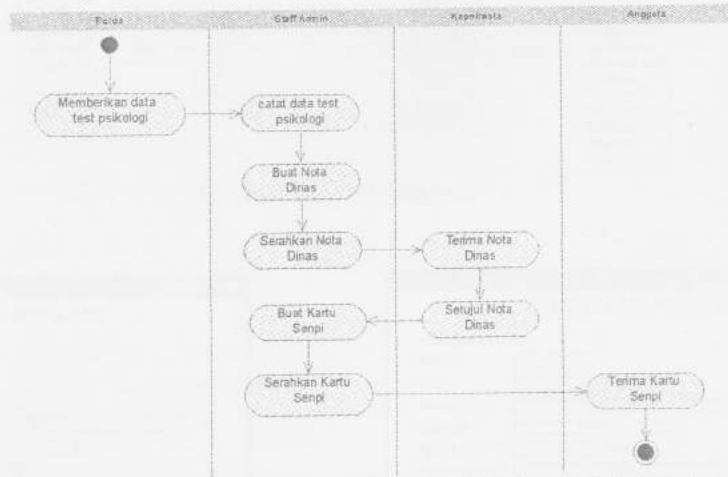 Polda
Staff Admin
Kapolresta
Anggota
Memberikan data
test psikologi
catat data test
psikologi
Buat Nota
Dinas
Serahkan Nota
Dinas
Terima Nota
Dinas
Setujui Nota
Dinas
Buat Kartu
Senpi
Serahkan Kartu
Senpi
Terima Kartu
Senpi